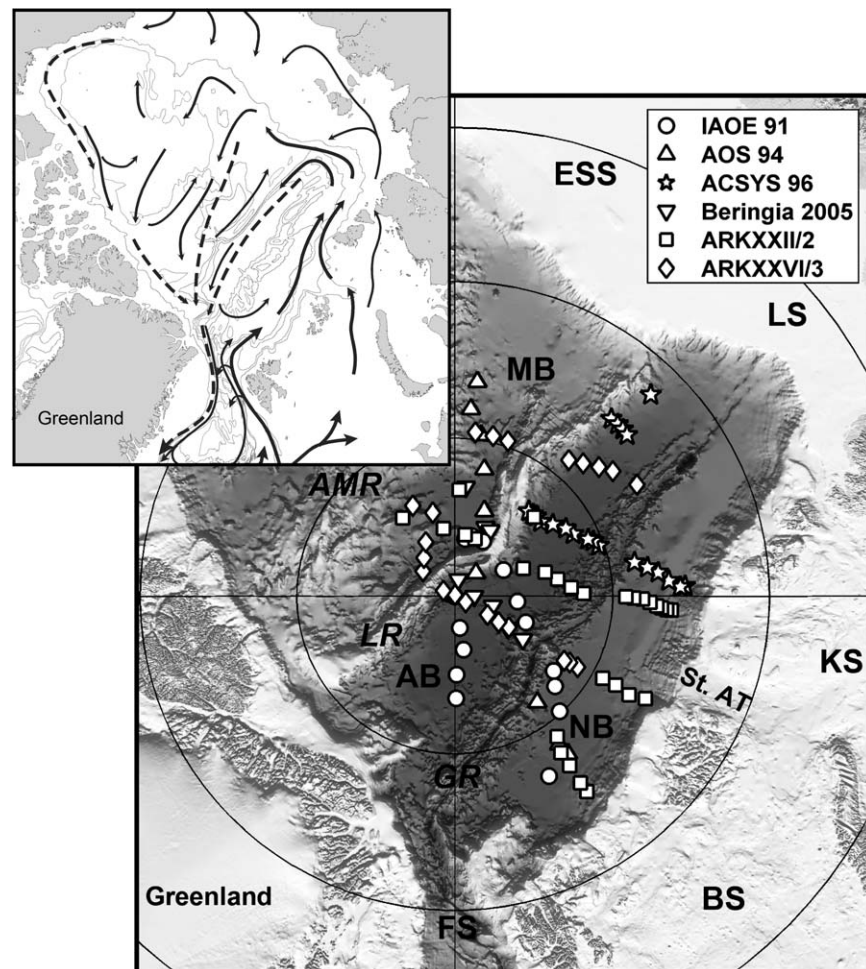 Greenland
IAOE 91
AOS 94
ACSYS 96
Beringia 2005
ARKXXII/2
ARKXXVI/3
ESS
LS
MB
AMR
LR
AB
KS
St. AT
NB
GR
Greenland
BS
FS